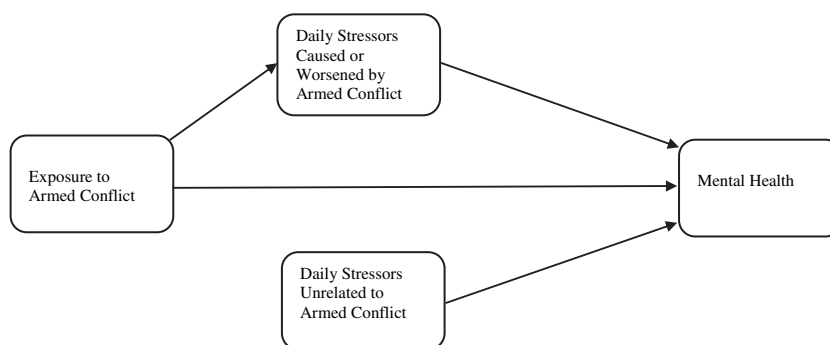 Daily Stressors
Caused or
Worsened by
Armed Conflict
Exposure to
Armed Conflict
Mental Health
Daily Stressors
Unrelated to
Armed Conflict